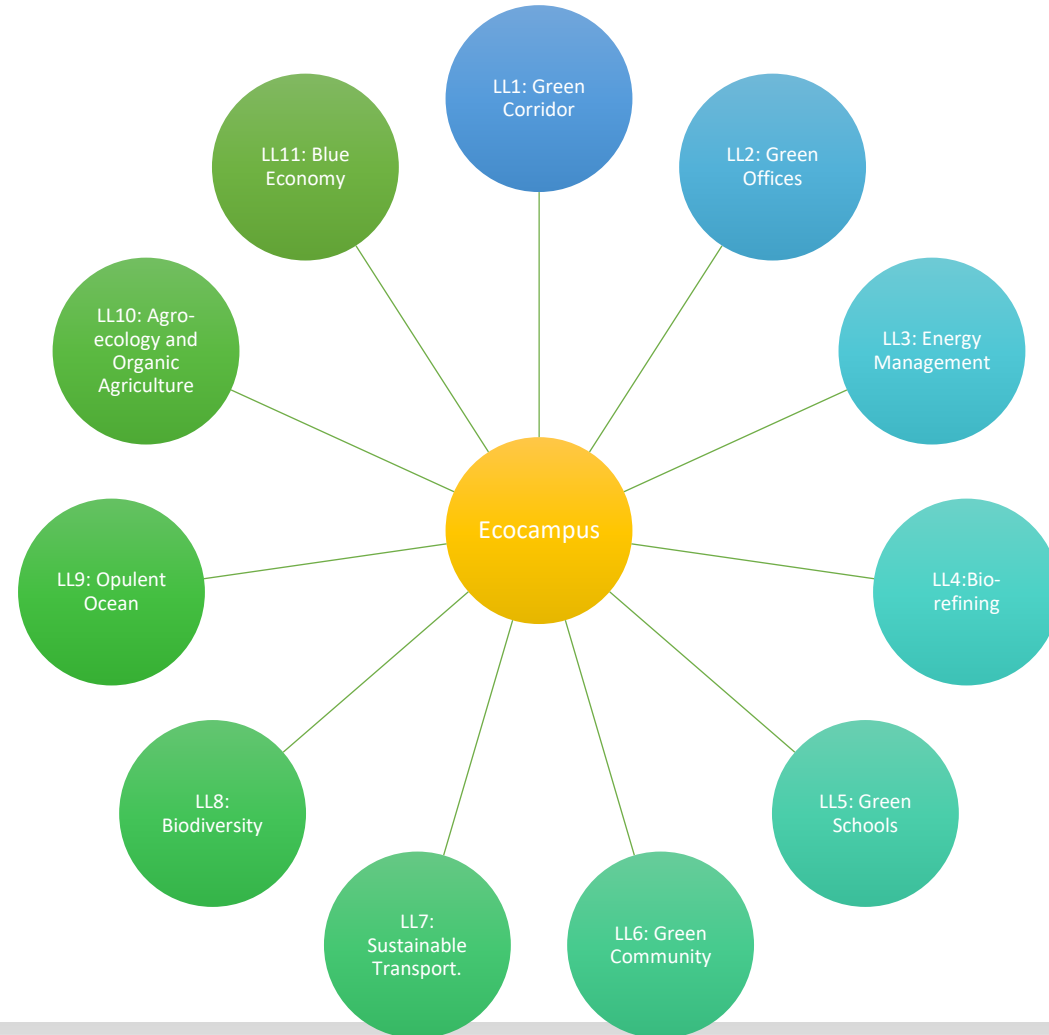 LL1: Green
Corridor
LL2: Green
Offices
LL3: Energy
Management
LL4:Bio-
refining
LL5: Green
Schools
LL6: Green
Community
LL7:
Sustainable
Transport.
LL8:
Biodiversity
LL9: Opulent
Ocean
LL10: Agro-
ecology and
Organic
Agriculture
LL11: Blue
Economy
Ecocampus